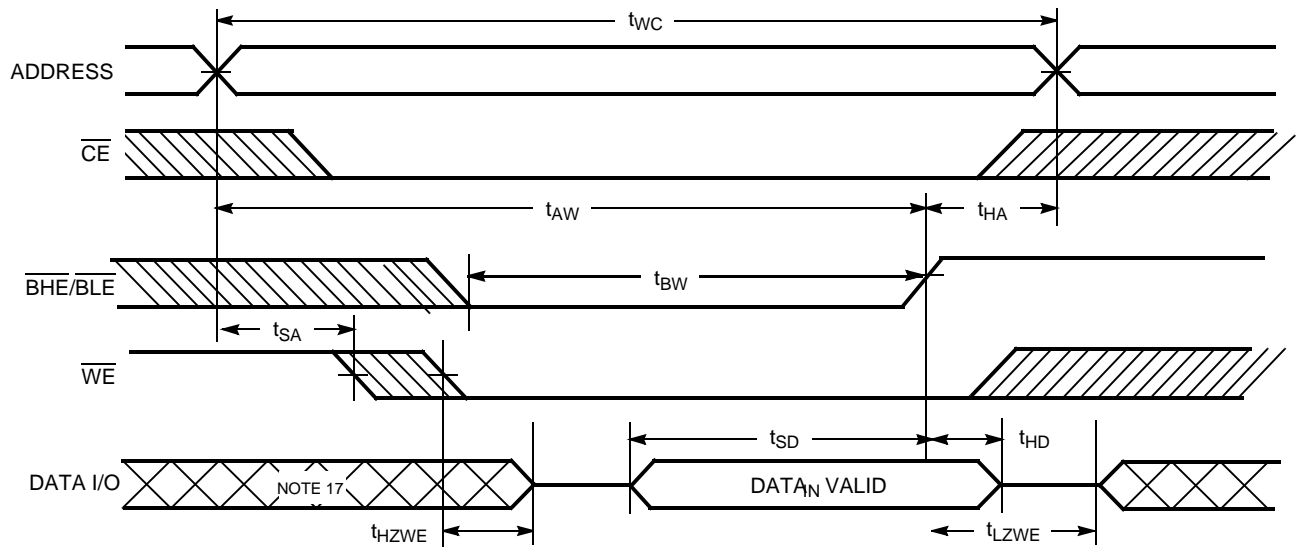 tWC
ADDRESS
CE
tAW
tHA
BHE/BLE
tBW
tSA
WE
tSD
tHD
DATA I/O
NOTE 17
DATAIN VALID
tHZWE
tLZWE